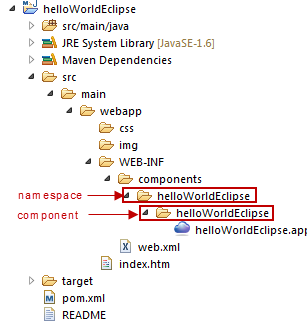 helloWorldEclipse
src/main/java
JRE System Library [JavaSE-1.6]
Maven Dependencies
src
main
webapp
css
img
WEB-INF
components
namespace helloWorldEclipse
component helloWorldEclipse
helloWorldEclipse.app
web.xml
index.htm
target
pom.xml
README